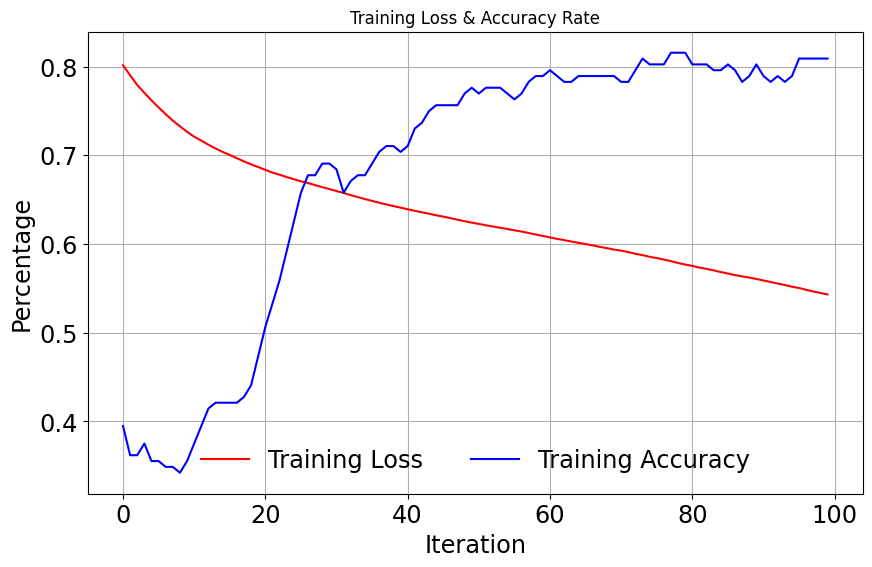 Training Loss & Accuracy Rate
Percentage
0.8
0.7
0.6
0.5
0.4
Training Loss Training Accuracy
0 20 40 60 80 100
Iteration